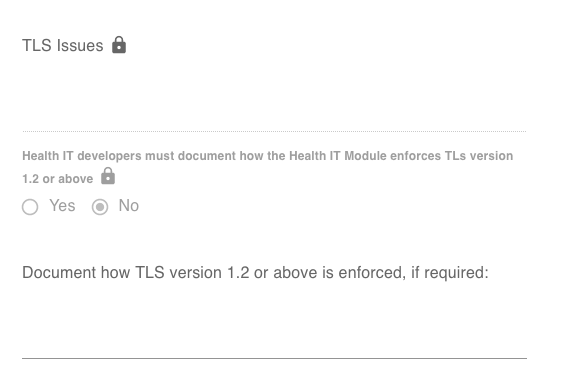 TLS Issues
Health IT developers must document how the Health IT Module enforces TLs version
1.2 or above
Yes No
Document how TLS version 1.2 or above is enforced, if required: